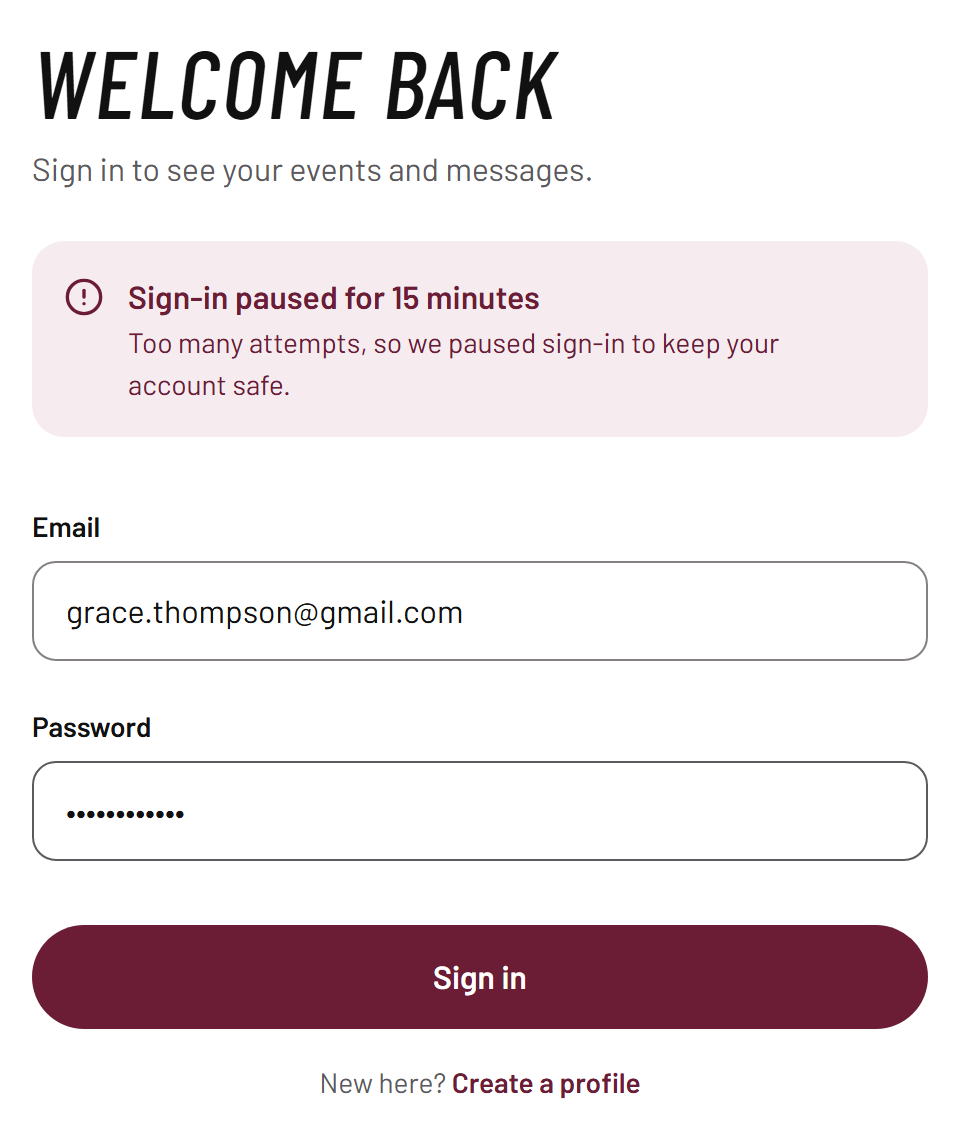 WELCOME BACK
Sign in to see your events and messages.
Sign-in paused for 15 minutes
Too many attempts, so we paused sign-in to keep your
account safe.
Email
grace.thompson@gmail.com
Password
••••••••••••
Sign in
New here? Create a profile